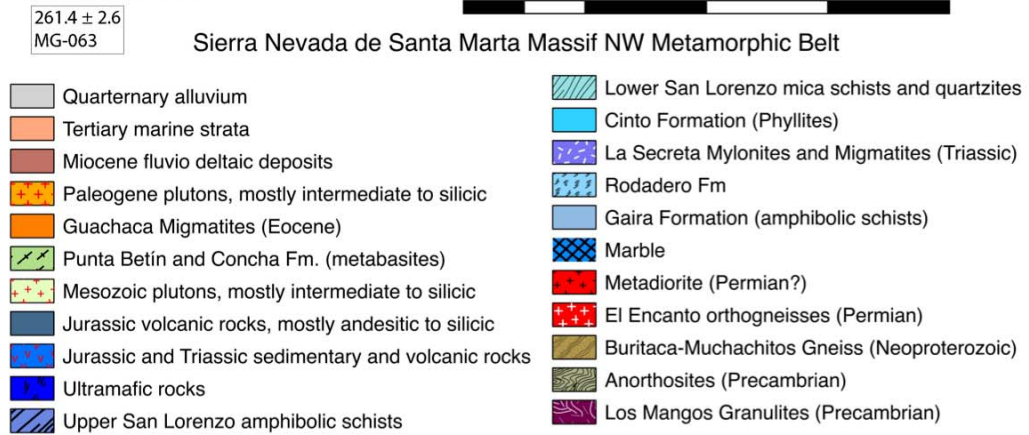 261.4 ± 2.6
MG-063
Sierra Nevada de Santa Marta Massif NW Metamorphic Belt
Quarternary alluvium
Tertiary marine strata
Miocene fluvio deltaic deposits
Paleogene plutons, mostly intermediate to silicic
Guachaca Migmatites (Eocene)
Punta Betín and Concha Fm. (metabasites)
Mesozoic plutons, mostly intermediate to silicic
Jurassic volcanic rocks, mostly andesitic to silicic
Jurassic and Triassic sedimentary and volcanic rocks
Ultramafic rocks
Upper San Lorenzo amphibolic schists
Lower San Lorenzo mica schists and quartzites
Cinto Formation (Phyllites)
La Secreta Mylonites and Migmatites (Triassic)
Rodadero Fm
Gaira Formation (amphibolic schists)
Marble
Metadiorite (Permian?)
El Encanto orthogneisses (Permian)
Buritaca-Muchachitos Gneiss (Neoproterozoic)
Anorthosites (Precambrian)
Los Mangos Granulites (Precambrian)